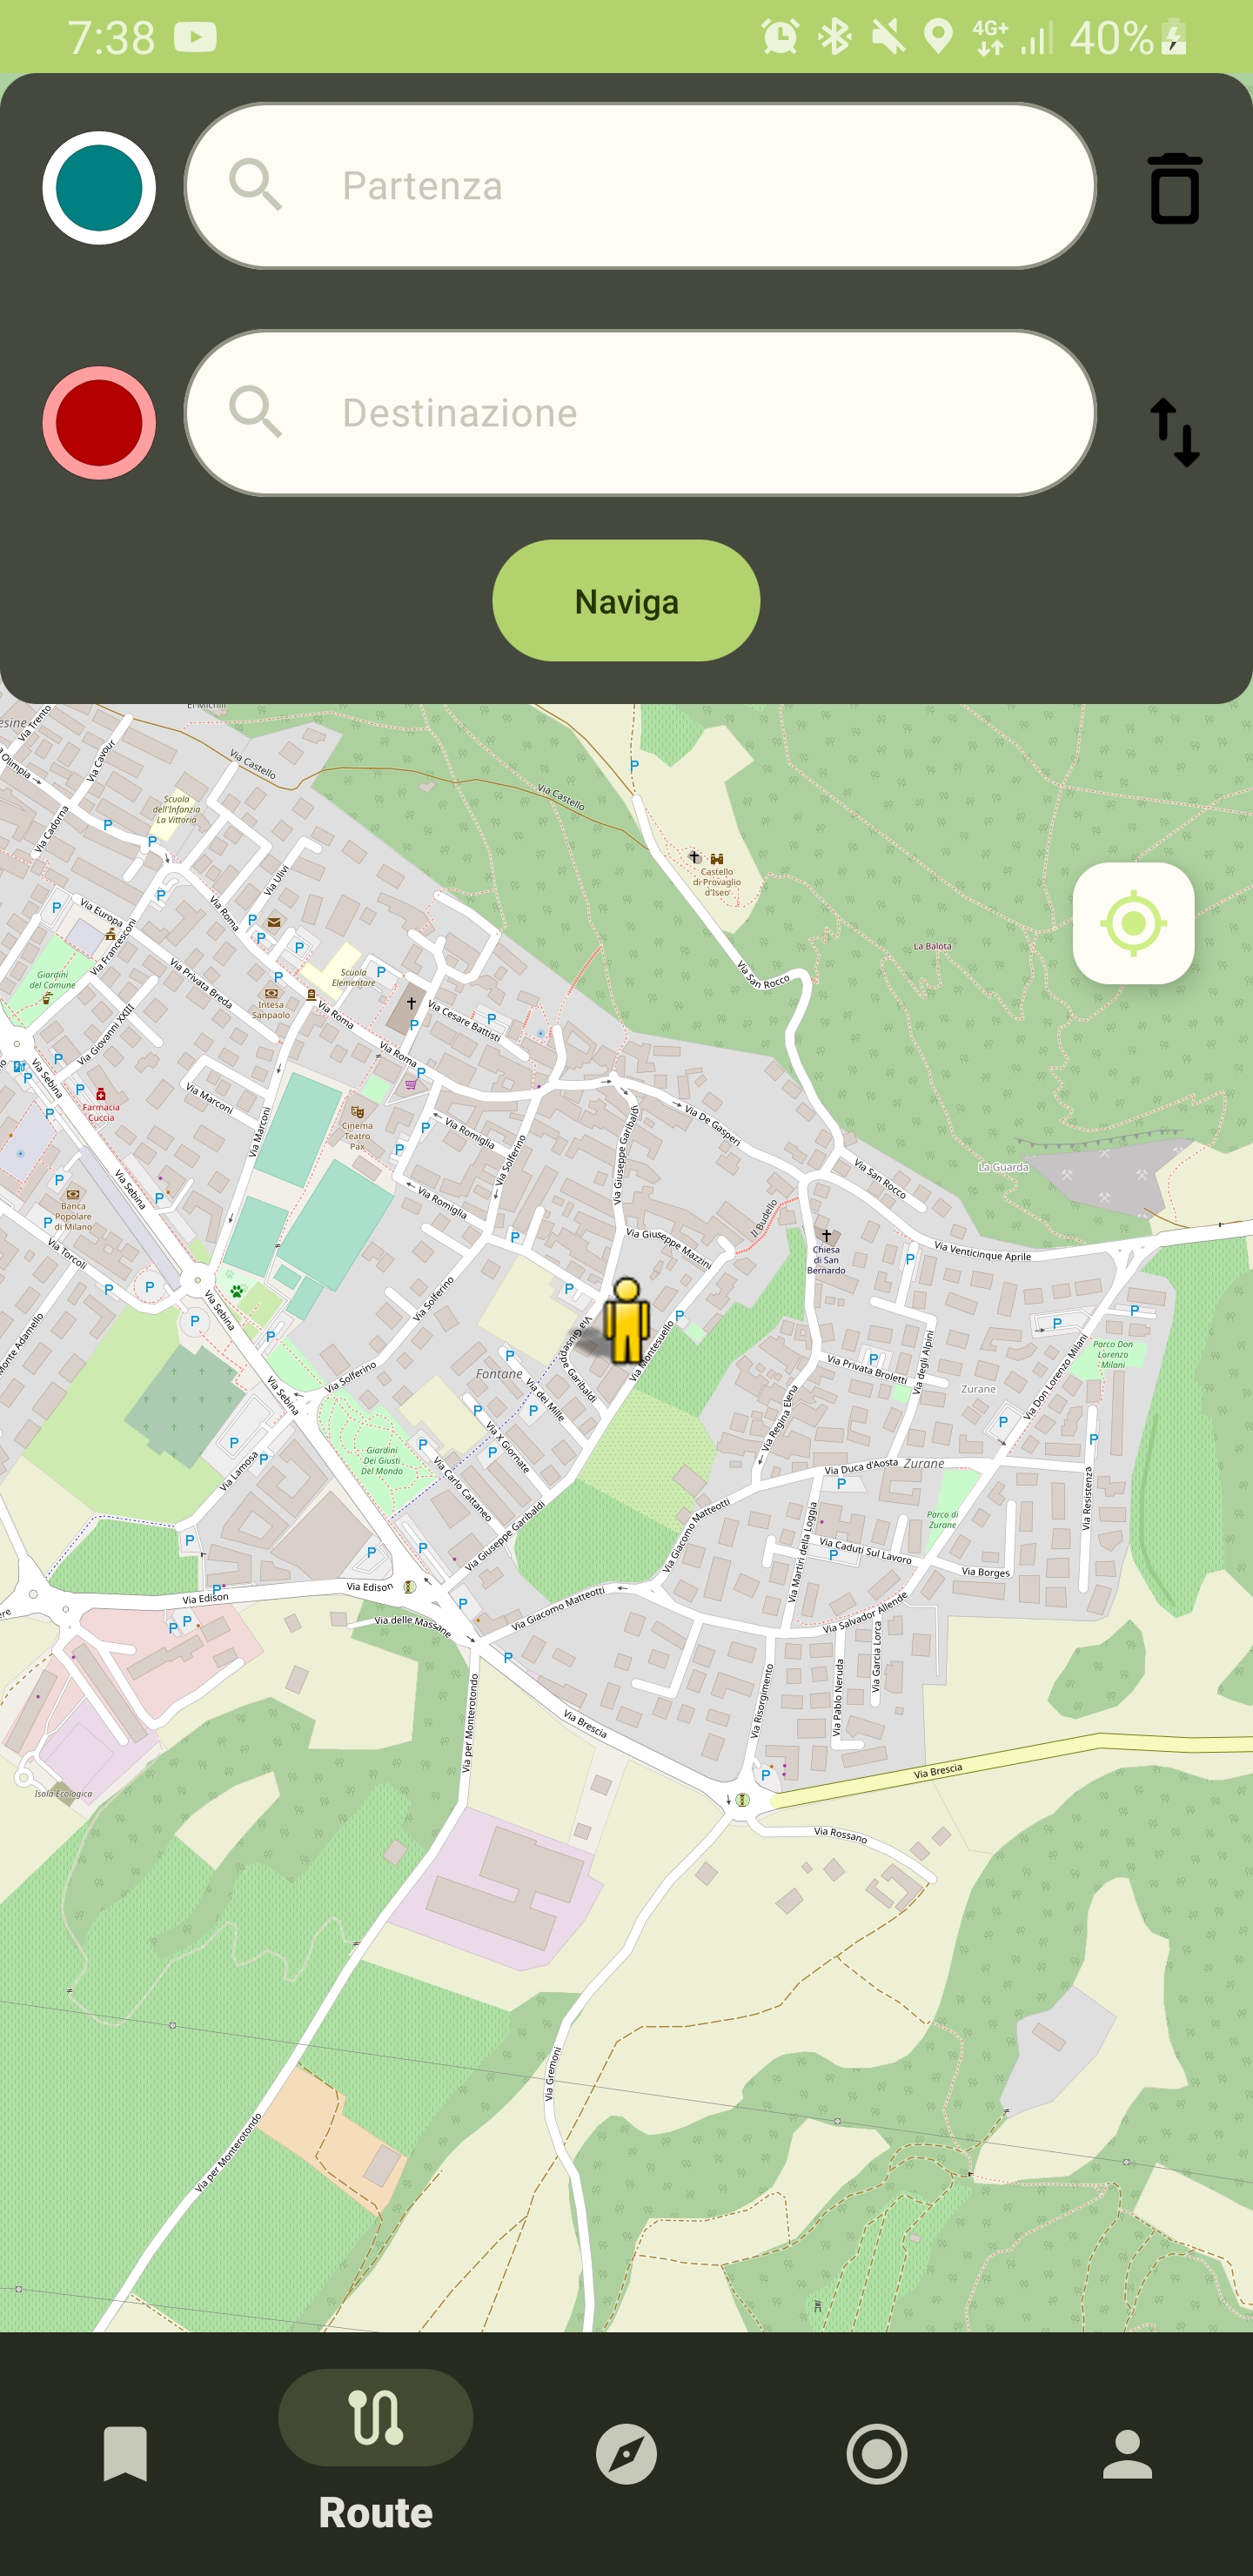 7:38
4G+
40%
Partenza
Destinazione
Naviga
Via Trento
Via Cavour
Via Castello
Via Castello
Scuola
dell'Infanzia
La Vittoria
Via Cadorna
Castello
di Provaglio
d'Iseo
Via Ulivi
Via Europa
Via Roma
Via Francesconi
La Balota
Giardini
del Comune
Via Privata Breda
Scuola
Elementare
Via San Rocco
Intesa
Sanpaolo
Via Roma
Via Cesare Battisti
Via Giovanni XXIII
Via Roma
Via Sebina
Farmacia
Cuccia
Via Marconi
Via Marconi
Cinema
Teatro
Pax
Via Romiglia
Via Solferino
Via Giuseppe Garibaldi
Via De Gasperi
Via San Rocco
La Guarda
Via Sebina
Banca
Popolare
di Milano
Via Romiglia
Il Budello
Via Giuseppe Mazzini
Chiesa
di San
Bernardo
Via Venticinque Aprile
Via Torcoli
Via Sebina
Via Solferino
Via Giuseppe Garibaldi
Via Montesuello
Fontane
Via Solferino
Via Sebina
Via dei Mille
Via Privata Broletti
Via degli Alpini
Zurane
Via Don Lorenzo Milani
Parco Don
Lorenzo
Milani
Via Regina Elena
Giardini
Dei Giusti
Del Mondo
Via X Giornate
Via Carlo Cattaneo
Via Lamosa
Via Duca d'Aosta
Zurane
Via Resistenza
Parco di
Zurane
Via Giuseppe Garibaldi
Via Giacomo Matteotti
Via Martiri della Loggia
Via Caduti Sul Lavoro
Via Borges
Via Edison
Via Edison
Via delle Massane
Via Giacomo Matteotti
Via Salvador Allende
Via Garcia Lorca
Via Pablo Neruda
Via Risorgimento
Via per Monterotondo
Via Brescia
Via Brescia
Isola Ecologica
Via Rossano
Via Gremoni
Via per Monterotondo
Route